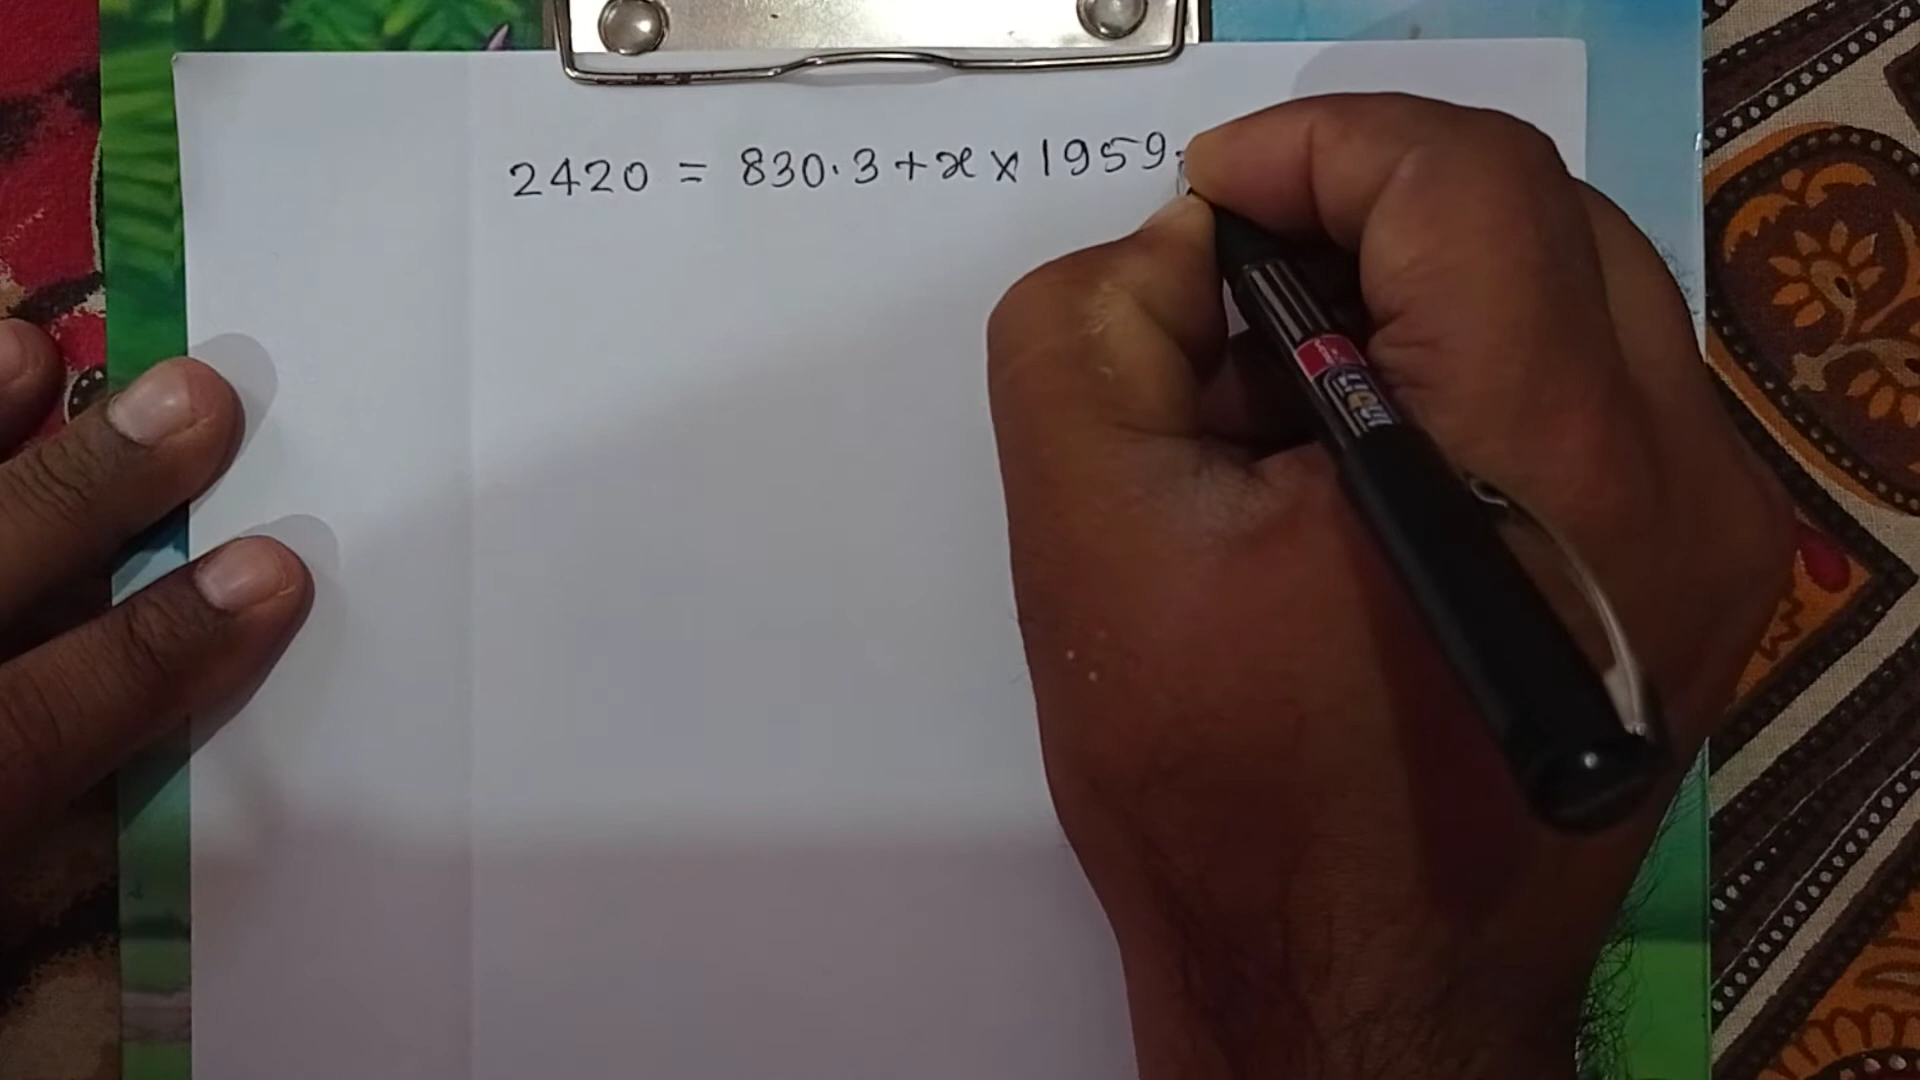 2420 = 830.3 + x × 1959.